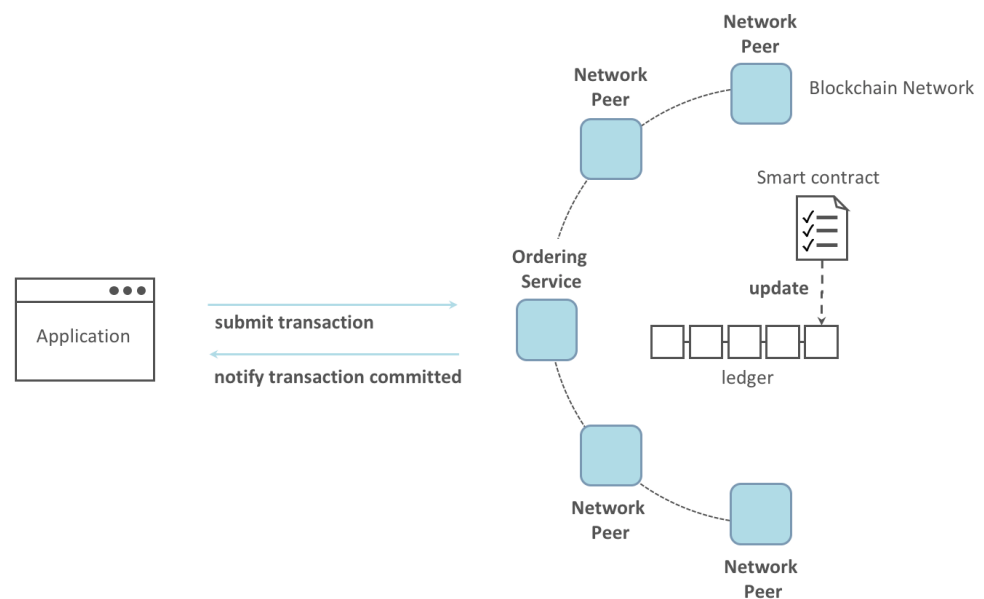 Network
Peer
Blockchain Network
Network
Peer
Smart contract
Ordering
Service
update
Application
submit transaction
notify transaction committed
ledger
Network
Peer
Network
Peer